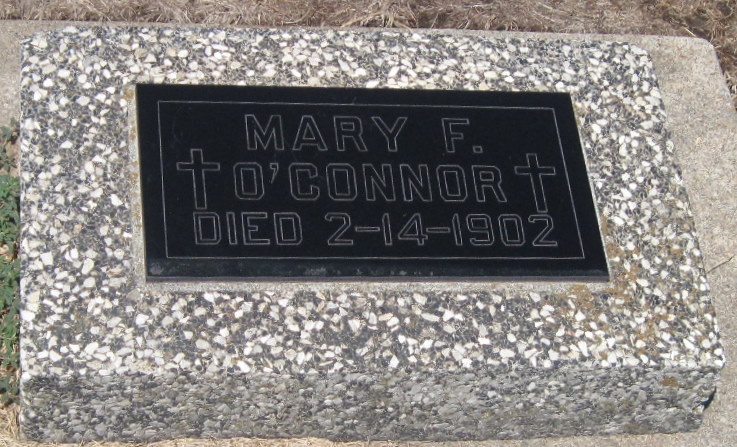 MARY F.
O'CONNOR
DIED 2-14-1902